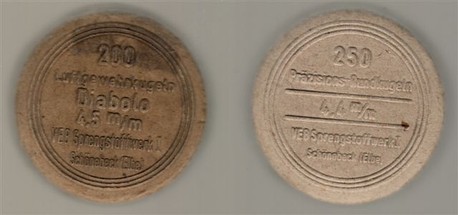 200
Luftgewehrkugeln
Diabolo
4,5 m/m
VEB Sprengstoffwerk I
Schönebeck (Elbe)
250
Präzisions-Rundkugeln
4,4 m/m
VEB Sprengstoffwerk I
Schönebeck (Elbe)